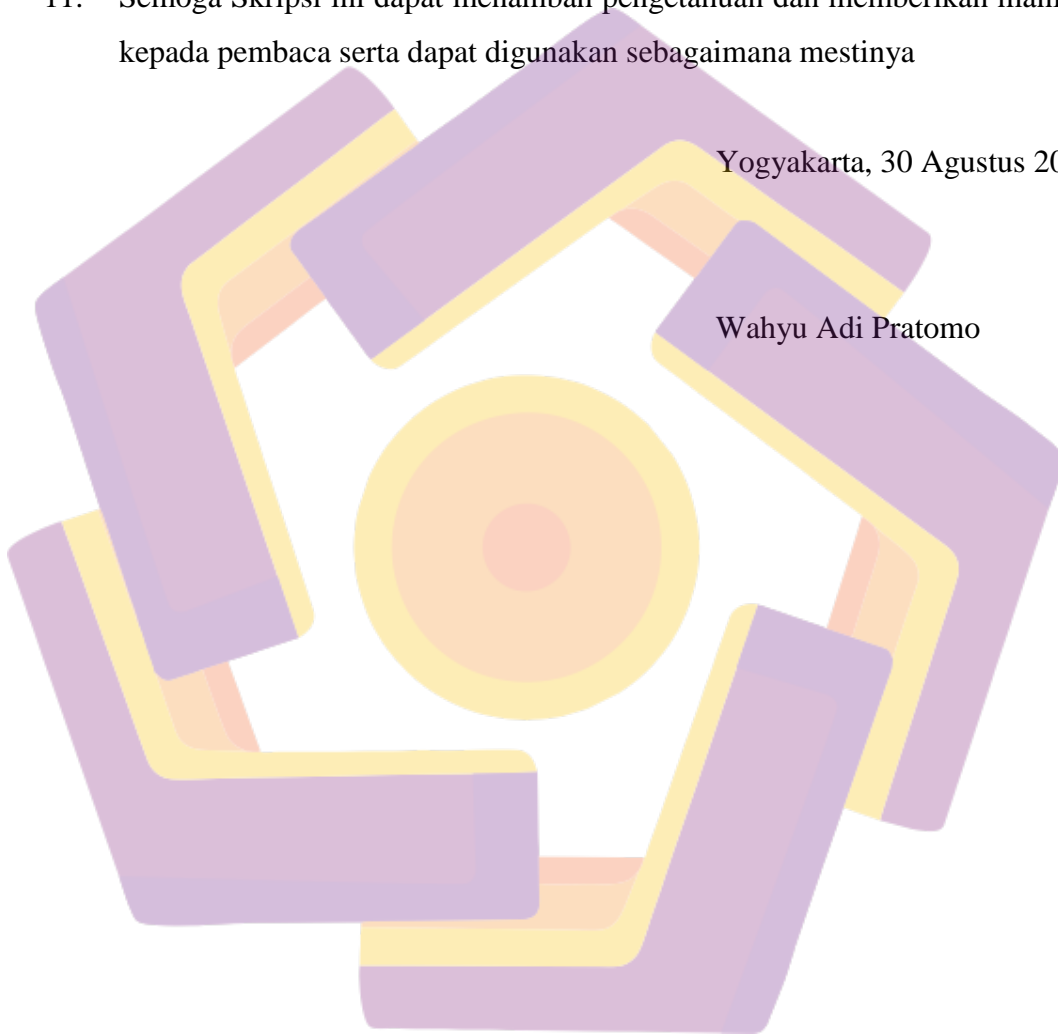 11. Semoga Skripsi ini dapat menambah pengetahuan dan memberikan
kepada pembaca serta dapat digunakan sebagaimana mestinya
Yogyakarta, 30 Agustus 20
Wahyu Adi Pratomo